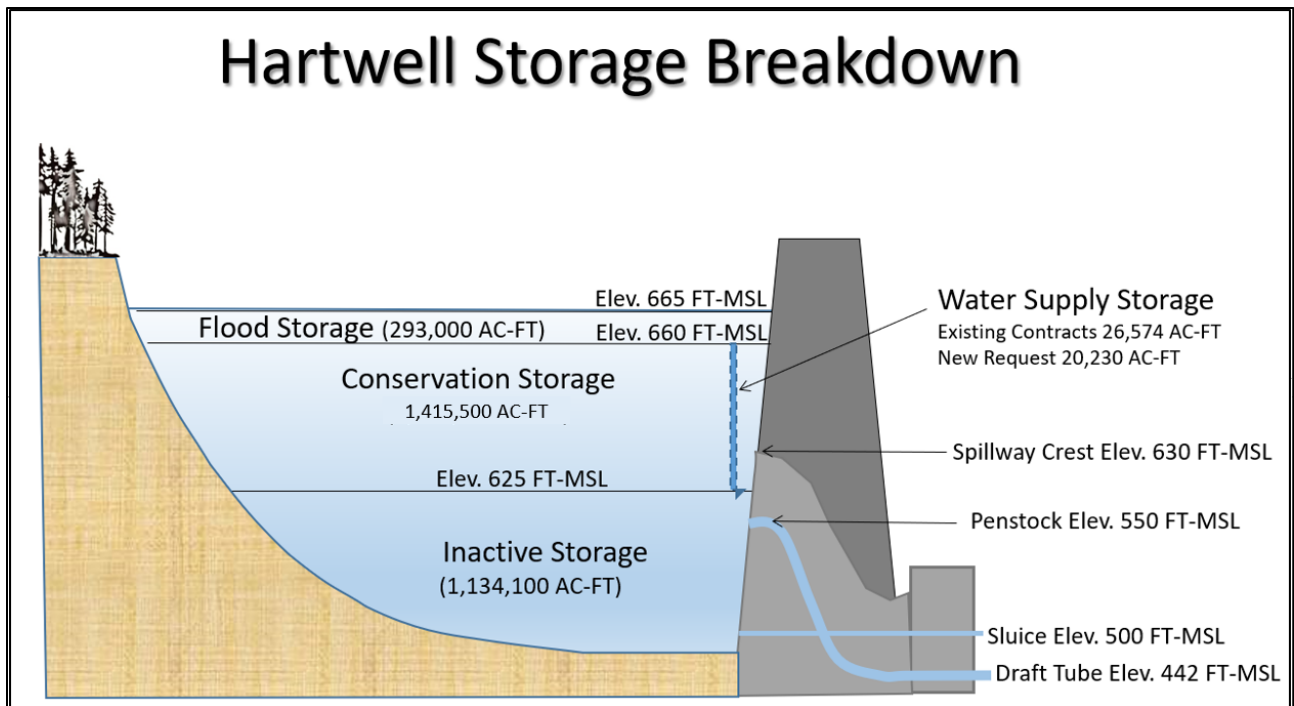 Hartwell Storage Breakdown
Elev. 665 FT-MSL
Flood Storage (293,000 AC-FT)
Elev. 660 FT-MSL
Conservation Storage
1,415,500 AC-FT
Elev. 625 FT-MSL
Inactive Storage
(1,134,100 AC-FT)
Water Supply Storage
Existing Contracts 26,574 AC-FT
New Request 20,230 AC-FT
Spillway Crest Elev. 630 FT-MSL
Penstock Elev. 550 FT-MSL
Sluice Elev. 500 FT-MSL
Draft Tube Elev. 442 FT-MSL